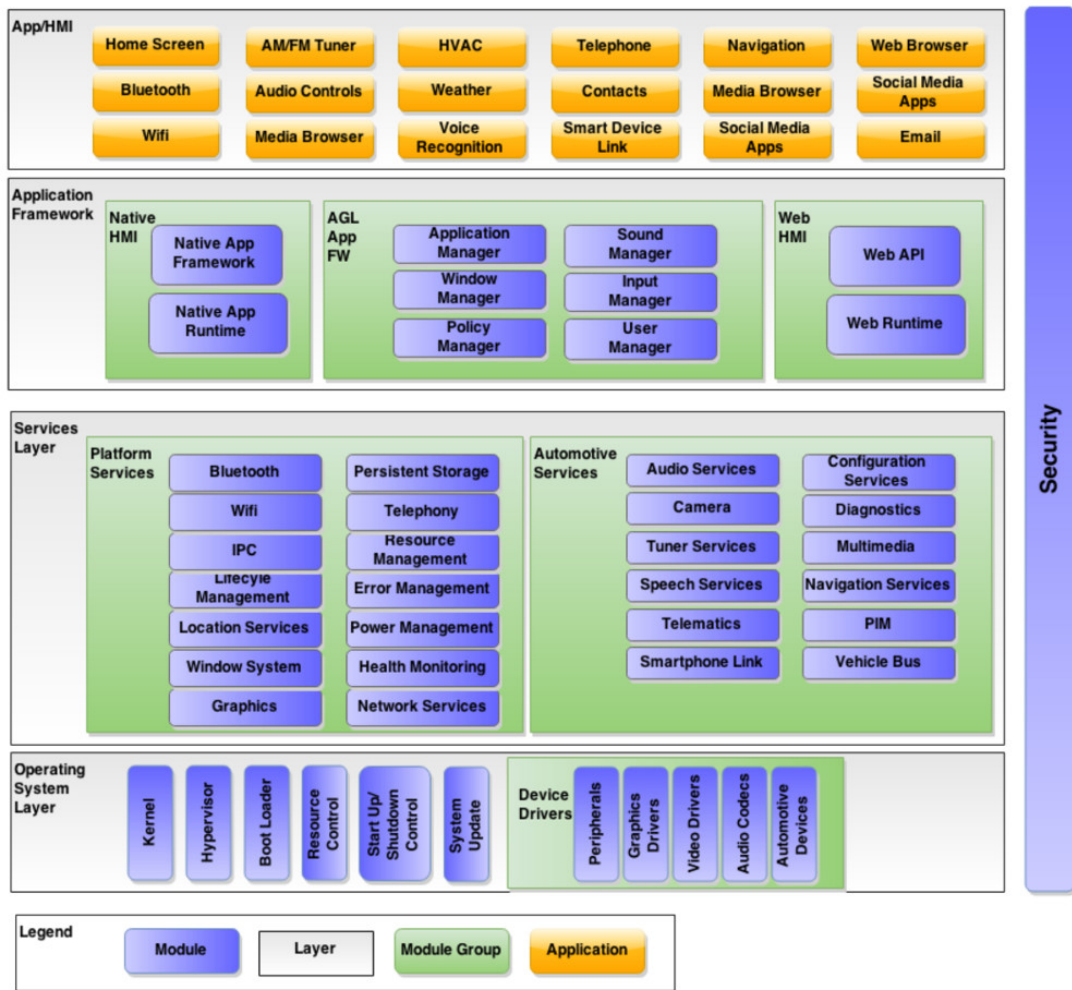 App/HMI
Home Screen
AM/FM Tuner
HVAC
Telephone
Navigation
Web Browser
Bluetooth
Audio Controls
Weather
Contacts
Media Browser
Social Media
Apps
Wifi
Media Browser
Voice
Recognition
Smart Device
Link
Social Media
Apps
Email
Application
Framework
Native
HMI
Native App
Framework
Native App
Runtime
AGL
App
FW
Application
Manager
Sound
Manager
Window
Manager
Input
Manager
Policy
Manager
User
Manager
Web
HMI
Web API
Web Runtime
Services
Layer
Platform
Services
Bluetooth
Persistent Storage
Wifi
Telephony
IPC
Resource
Management
Lifecyle
Management
Error Management
Location Services
Power Management
Window System
Health Monitoring
Graphics
Network Services
Automotive
Services
Audio Services
Configuration
Services
Camera
Diagnostics
Tuner Services
Multimedia
Speech Services
Navigation Services
Telematics
PIM
Smartphone Link
Vehicle Bus
Operating
System
Layer
Kernel
Hypervisor
Boot Loader
Resource
Control
Start Up/
Shutdown
Control
System
Update
Device
Drivers
Peripherals
Graphics
Drivers
Video Drivers
Audio Codecs
Automotive
Devices
Security
Legend
Module
Layer
Module Group
Application